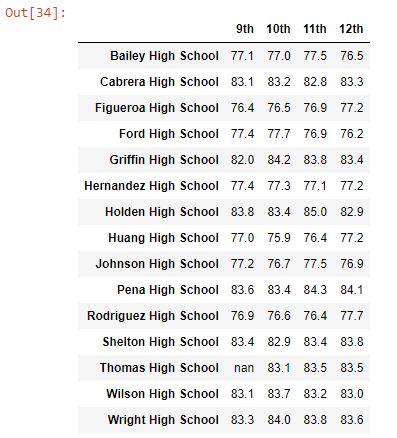 Out[34]:
9th 10th 11th 12th
Bailey High School 77.1 77.0 77.5 76.5
Cabrera High School 83.1 83.2 82.8 83.3
Figueroa High School 76.4 76.5 76.9 77.2
Ford High School 77.4 77.7 76.9 76.2
Griffin High School 82.0 84.2 83.8 83.4
Hernandez High School 77.4 77.3 77.1 77.2
Holden High School 83.8 83.4 85.0 82.9
Huang High School 77.0 75.9 76.4 77.2
Johnson High School 77.2 76.7 77.5 76.9
Pena High School 83.6 83.4 84.3 84.1
Rodriguez High School 76.9 76.6 76.4 77.7
Shelton High School 83.4 82.9 83.4 83.8
Thomas High School nan 83.1 83.5 83.5
Wilson High School 83.1 83.7 83.2 83.0
Wright High School 83.3 84.0 83.8 83.6